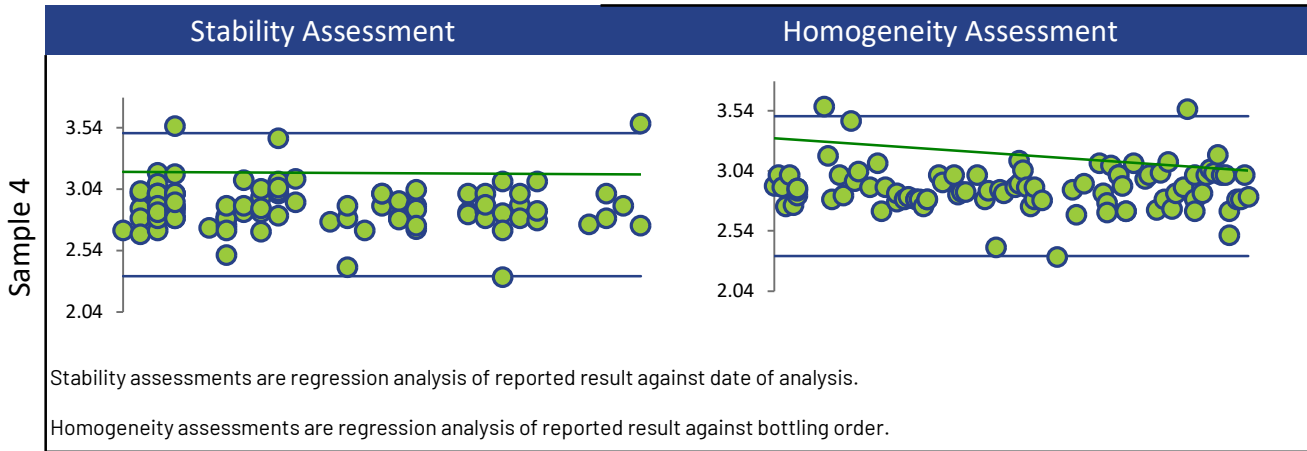 Stability Assessment
Homogeneity Assessment
Sample 4
3.54
3.04
2.54
2.04
3.54
3.04
2.54
2.04
Stability assessments are regression analysis of reported result against date of analysis.
Homogeneity assessments are regression analysis of reported result against bottling order.